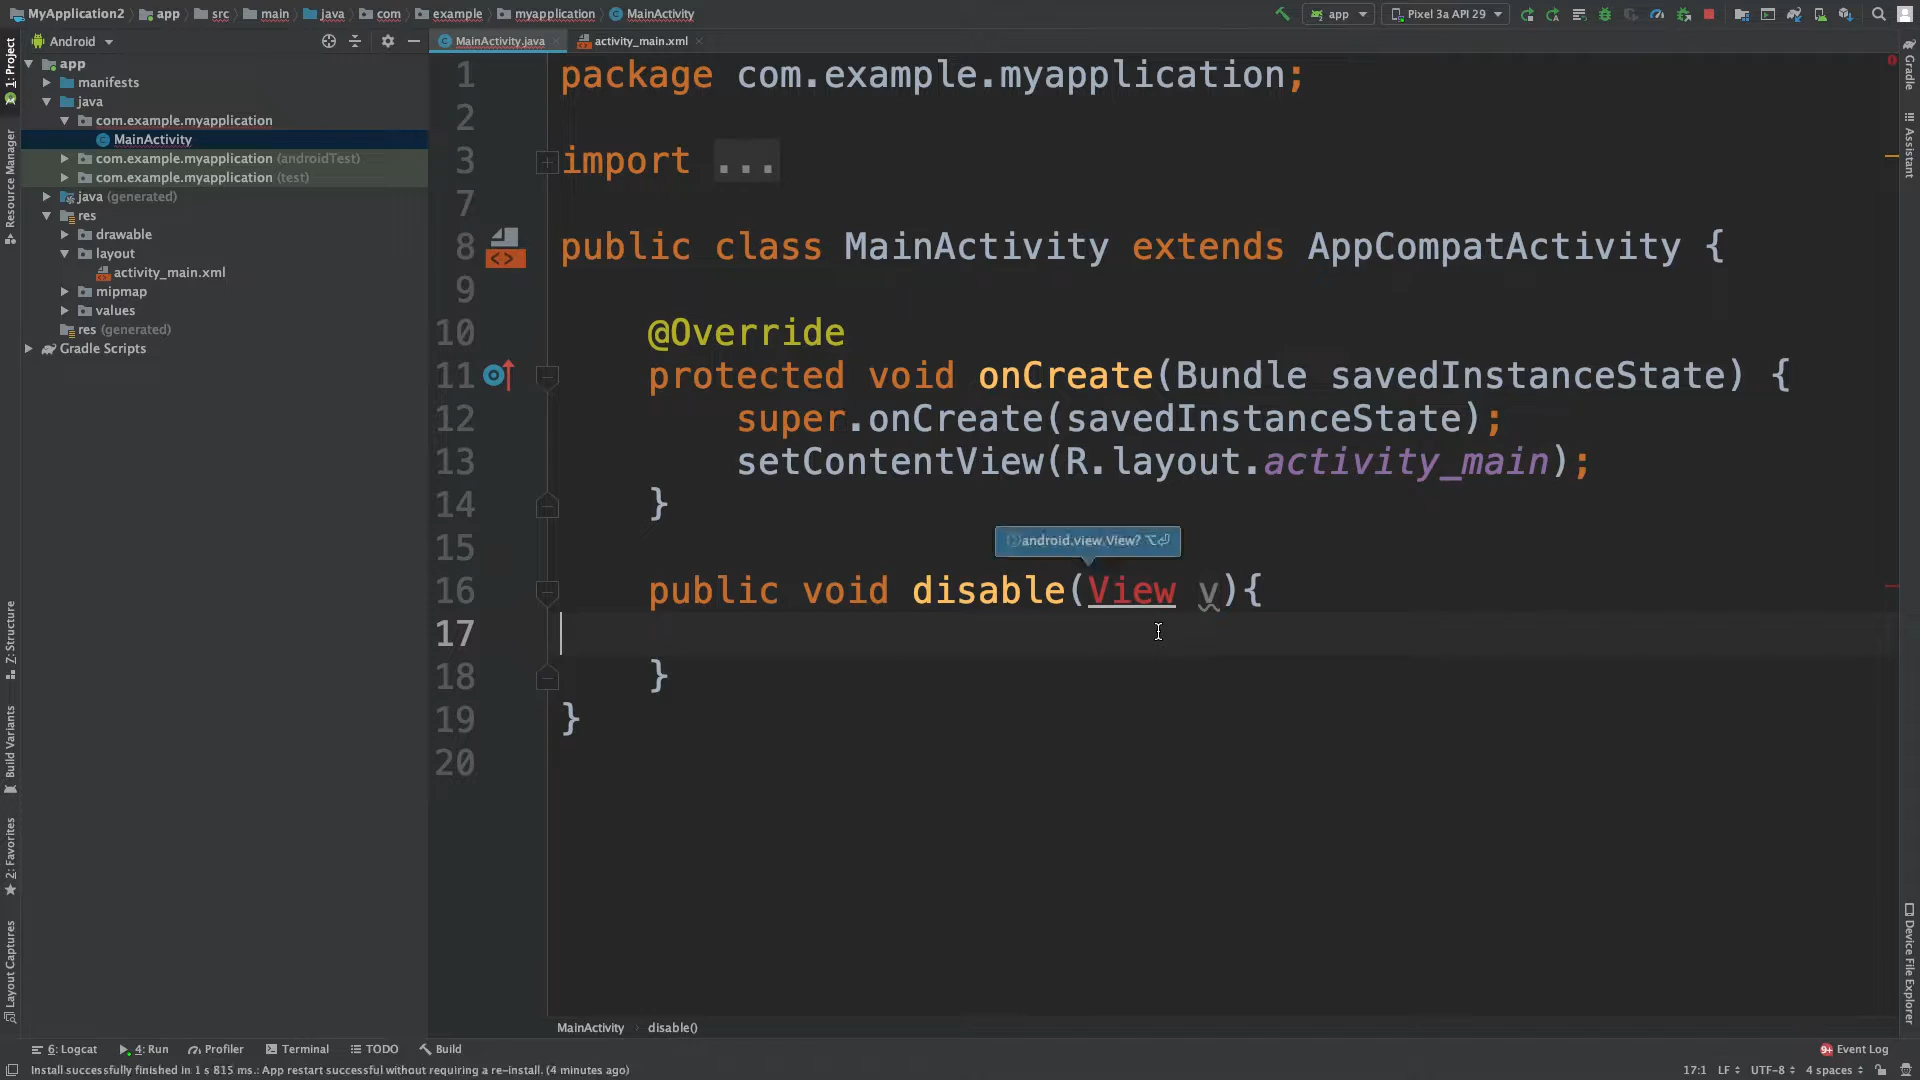 MyApplication2 app src main java com example myapplication MainActivity app Pixel 3a API 29
Android
MainActivity.java activity_main.xml
1: Project
Resource Manager
Z: Structure
Build Variants
2: Favorites
Layout Captures
app
manifests
java
com.example.myapplication
MainActivity
com.example.myapplication (androidTest)
com.example.myapplication (test)
java (generated)
res
drawable
layout
activity_main.xml
mipmap
values
res (generated)
Gradle Scripts
1 package com.example.myapplication;
2
3 import ...
7
8 public class MainActivity extends AppCompatActivity {
9
10 @Override
11 protected void onCreate(Bundle savedInstanceState) {
12 super.onCreate(savedInstanceState);
13 setContentView(R.layout.activity_main);
14 }
15
android.view.View? ⌥⏎
16 public void disable(View v){
17
18 }
19 }
20
Gradle
Assistant
Device File Explorer
MainActivity disable()
6: Logcat 4: Run Profiler Terminal TODO Build 9+ Event Log
Install successfully finished in 1 s 815 ms.: App restart successful without requiring a re-install. (4 minutes ago) 17:1 LF UTF-8 4 spaces